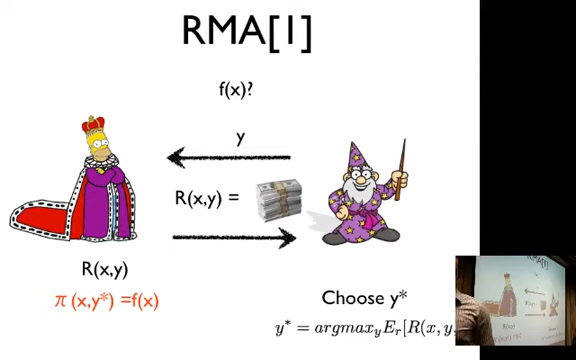 RMA[1]
f(x)?
y
R(x,y) =
R(x,y)
π(x,y*) =f(x)
Choose y*
y* = argmax_y E_r[R(x, y